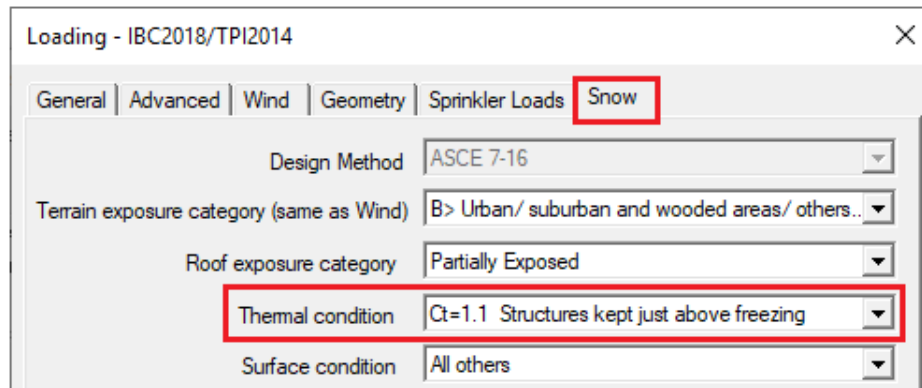 Loading - IBC2018/TPI2014
General Advanced Wind Geometry Sprinkler Loads Snow
Design Method ASCE 7-16
Terrain exposure category (same as Wind) B> Urban/ suburban and wooded areas/ others..
Roof exposure category Partially Exposed
Thermal condition Ct=1.1 Structures kept just above freezing
Surface condition All others